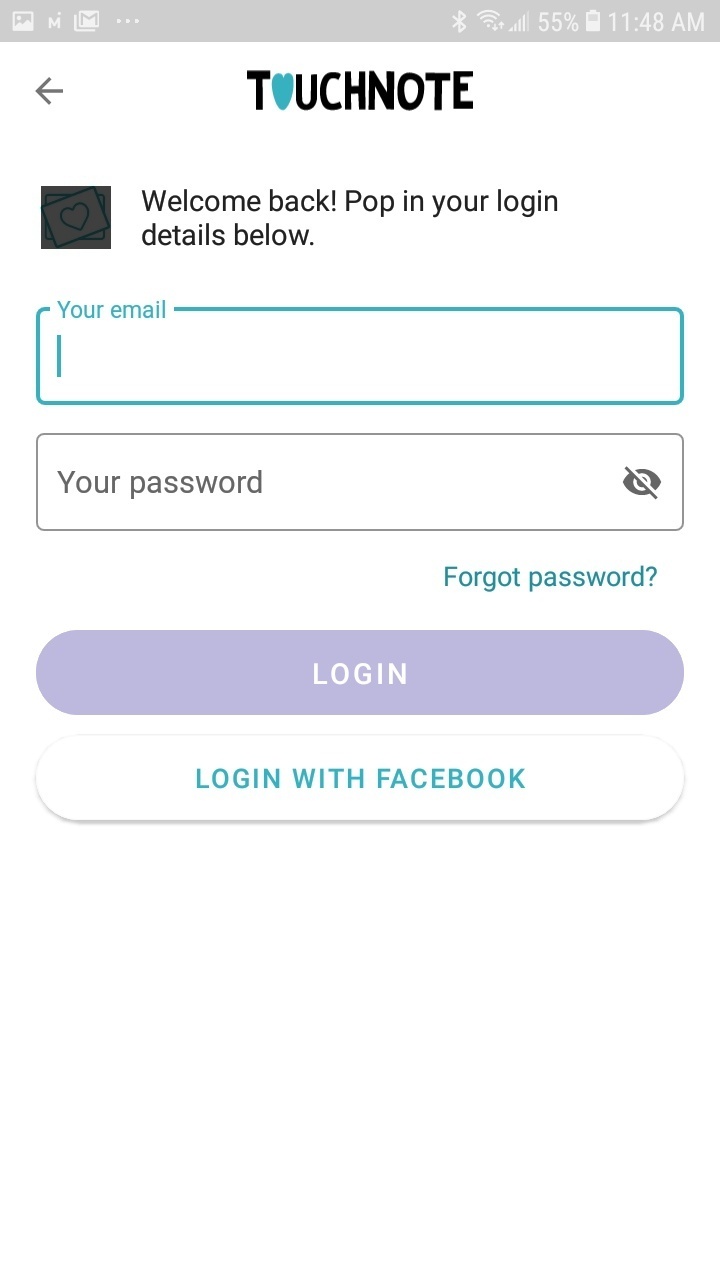 55% 11:48 AM
TOUCHNOTE
Welcome back! Pop in your login
details below.
Your email
Your password
Forgot password?
LOGIN
LOGIN WITH FACEBOOK